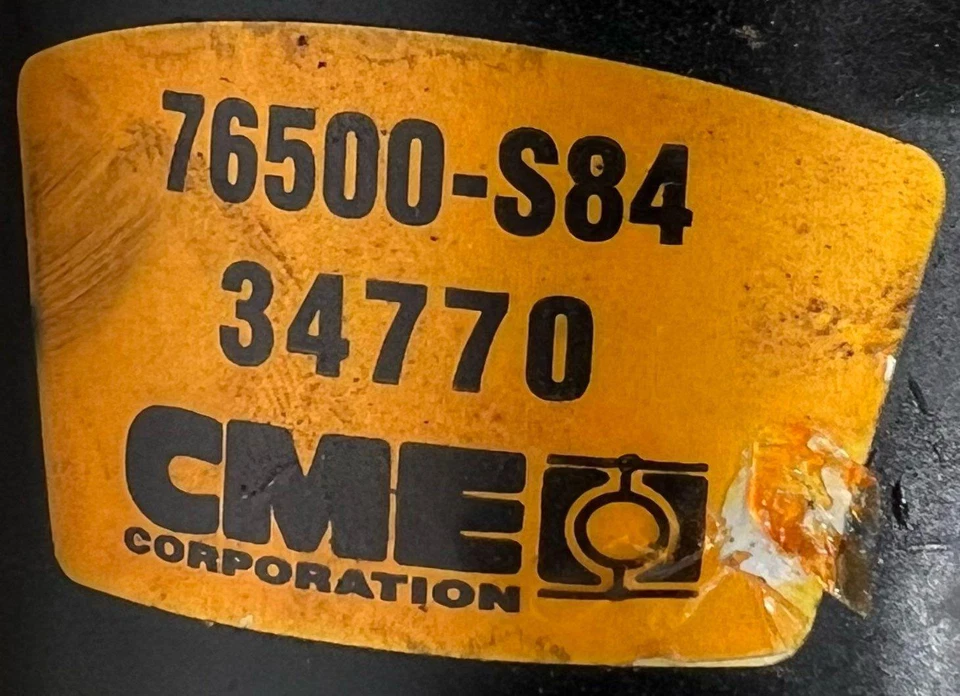 76500-S84
34770
CME
CORPORATION